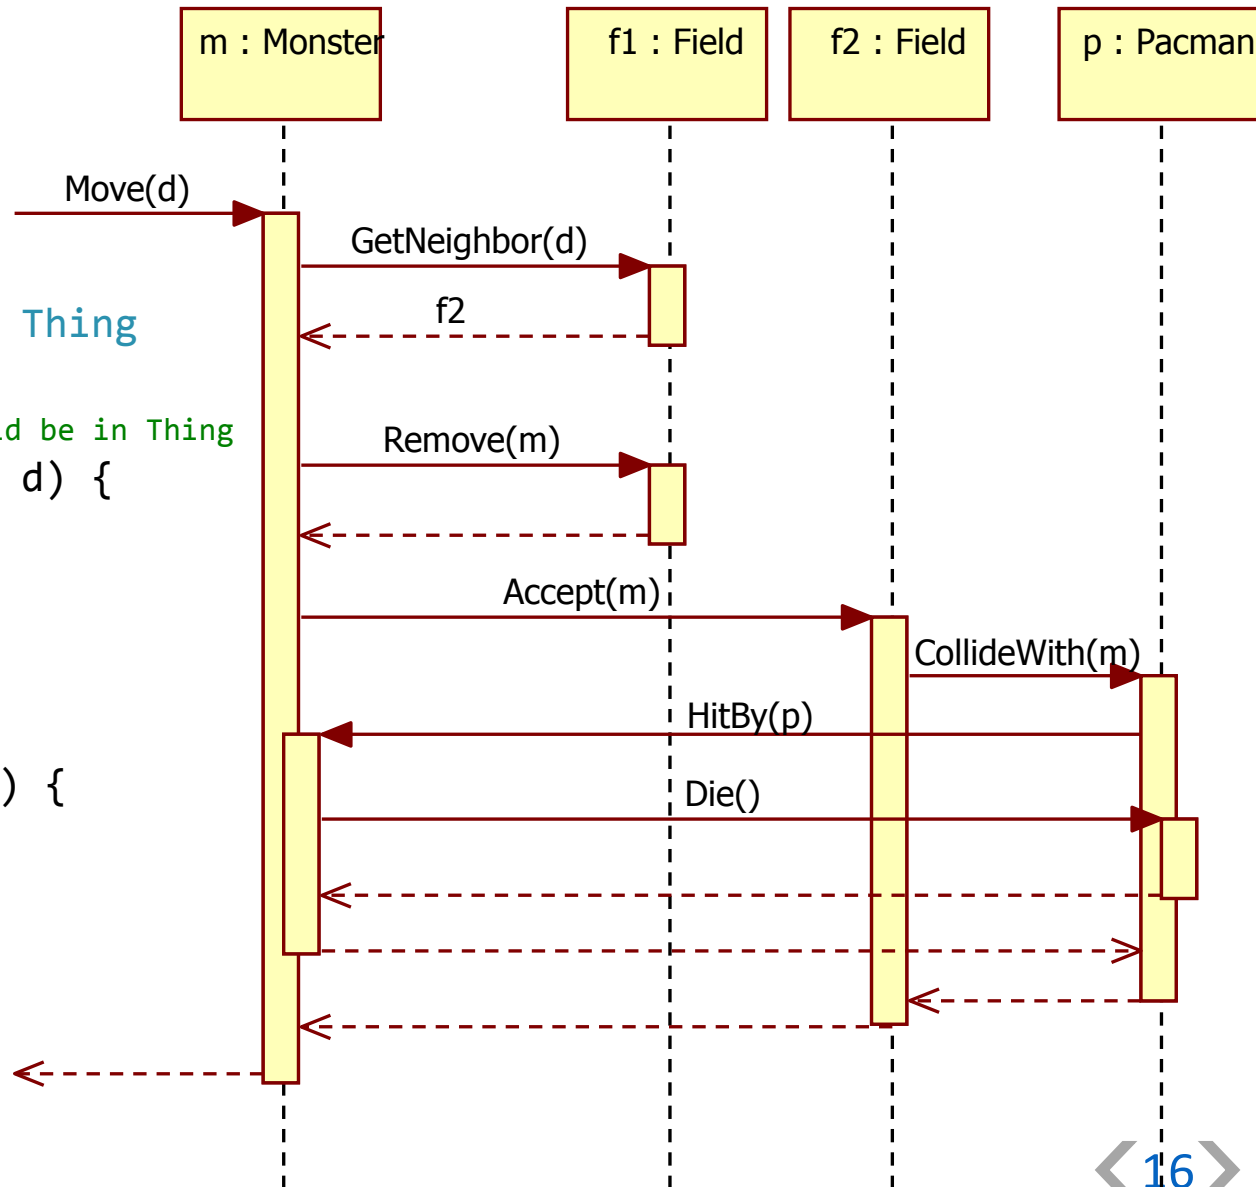 m : Monster
f1 : Field
f2 : Field
p : Pacman
Move(d)
GetNeighbor(d)
f2
Thing
be in Thing
Remove(m)
d) {
Accept(m)
CollideWith(m)
HitBy(p)
) {
Die()
16